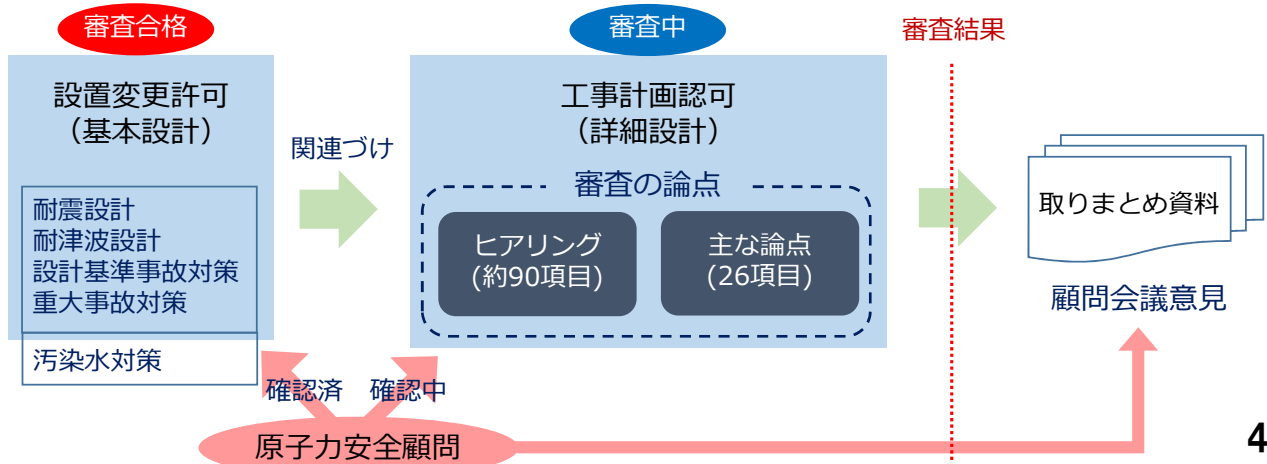 審査合格
設置変更許可
(基本設計)
耐震設計
耐津波設計
設計基準事故対策
重大事故対策
汚染水対策
関連づけ
審査中
工事計画認可
(詳細設計)
審査の論点
ヒアリング
(約90項目)
主な論点
(26項目)
審査結果
取りまとめ資料
顧問会議意見
確認済
確認中
原子力安全顧問
4